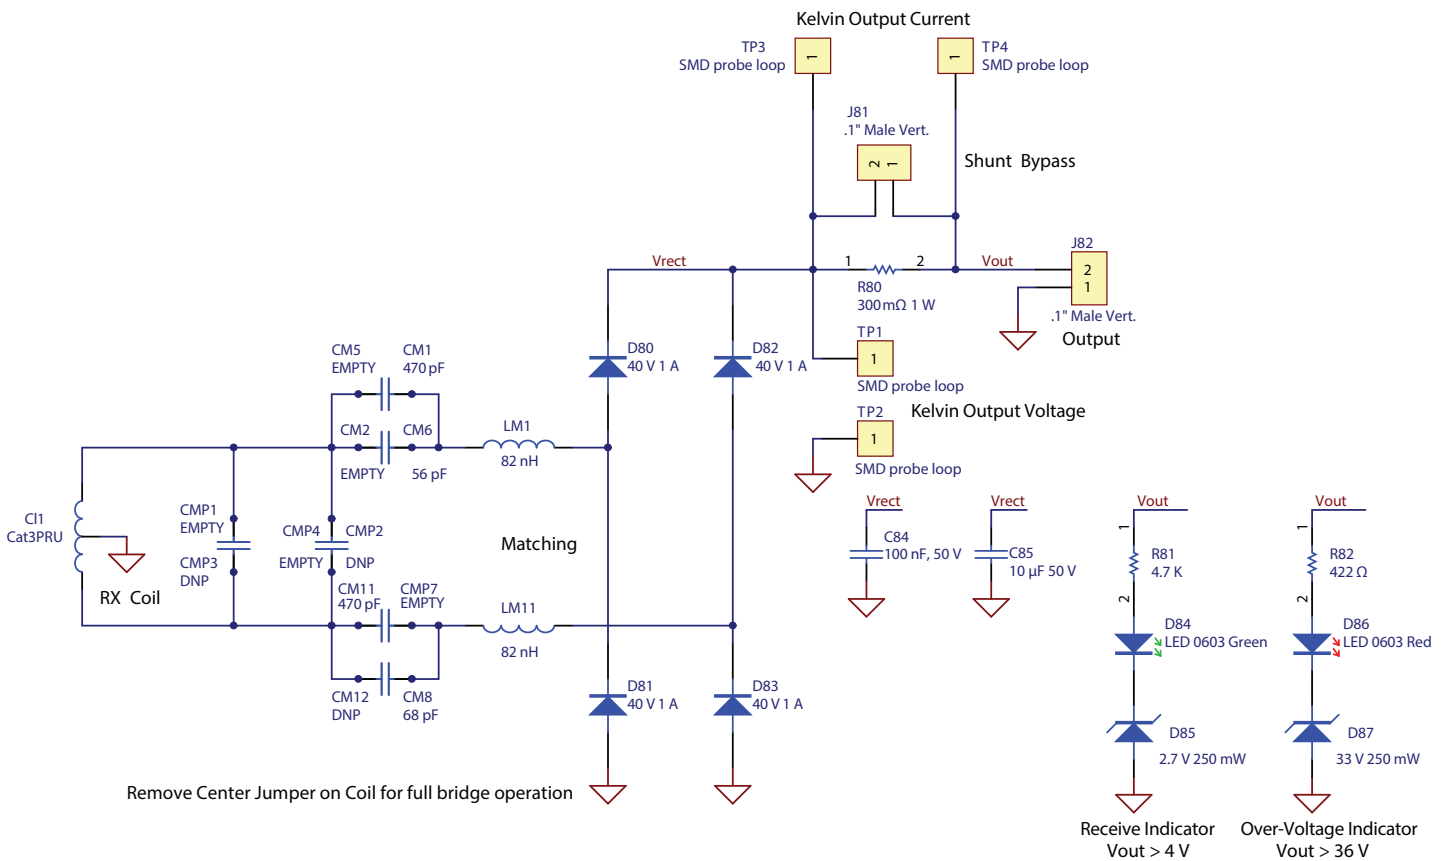 Kelvin Output Current
TP3
SMD probe loop
1
1
TP4
SMD probe loop
J81
.1" Male Vert.
2
1
Shunt Bypass
Vrect
1
2
R80
300 mΩ 1 W
Vout
J82
2
1
.1" Male Vert.
Output
TP1
1
SMD probe loop
Kelvin Output Voltage
TP2
1
SMD probe loop
D80
40 V 1 A
D82
40 V 1 A
CM5
EMPTY
CM1
470 pF
CM2
EMPTY
CM6
56 pF
LM1
82 nH
Cl1
Cat3PRU
RX Coil
CMP1
EMPTY
CMP3
DNP
CMP4
EMPTY
CMP2
DNP
Matching
CM11
470 pF
CMP7
EMPTY
LM11
82 nH
CM12
DNP
CM8
68 pF
D81
40 V 1 A
D83
40 V 1 A
Remove Center Jumper on Coil for full bridge operation
Vrect
C84
100 nF, 50 V
Vrect
C85
10 µF 50 V
Vout
1
R81
4.7 K
2
D84
LED 0603 Green
D85
2.7 V 250 mW
Receive Indicator
Vout > 4 V
Vout
1
R82
422 Ω
2
D86
LED 0603 Red
D87
33 V 250 mW
Over-Voltage Indicator
Vout > 36 V